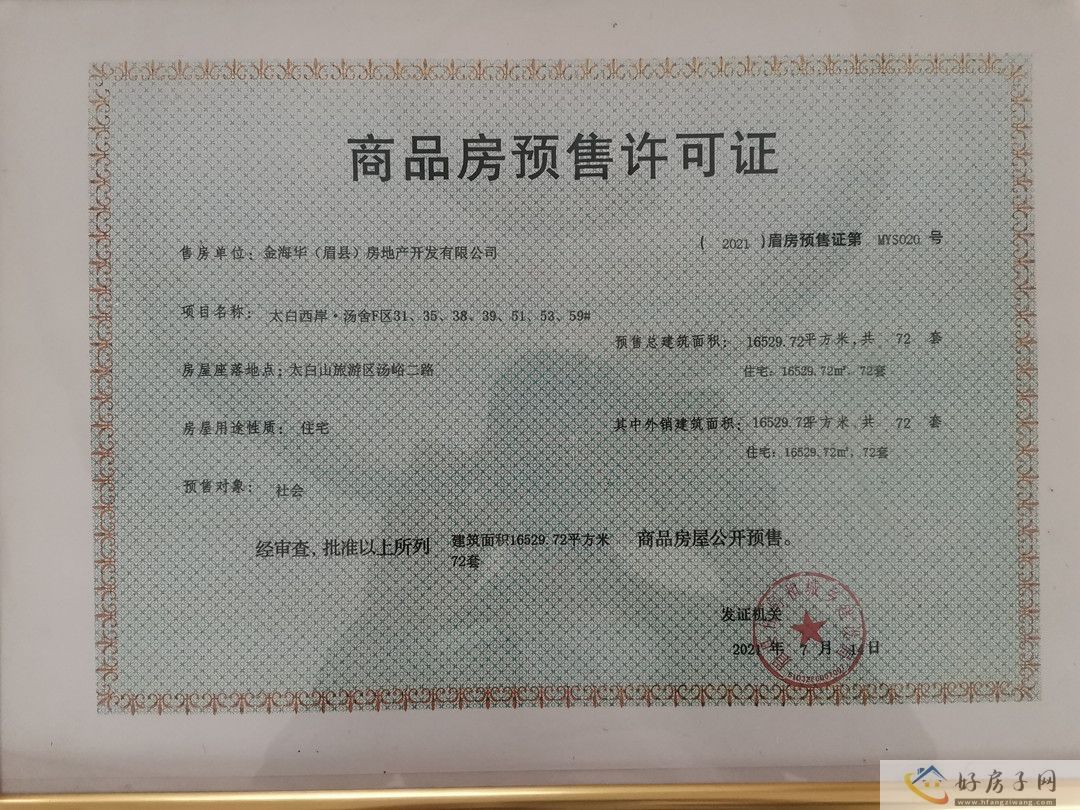 商品房预售许可证
( 2021 )眉房预售证第 MYS020 号
售房单位: 金海华（眉县）房地产开发有限公司
项目名称: 太白西岸·汤舍F区31、35、38、39、51、53、59#
预售总建筑面积: 16529.72平方米,共 72 套
住宅: 16529.72㎡, 72套
房屋座落地点: 太白山旅游区汤峪二路
房屋用途性质: 住宅
其中外销建筑面积: 16529.72平方米,共 72 套
住宅: 16529.72㎡, 72套
预售对象: 社会
经审查,批准以上所列 建筑面积16529.72平方米 商品房屋公开预售。
72套
发证机关
2021 年 7 月 日
好房子网
www.hfangziwang.com